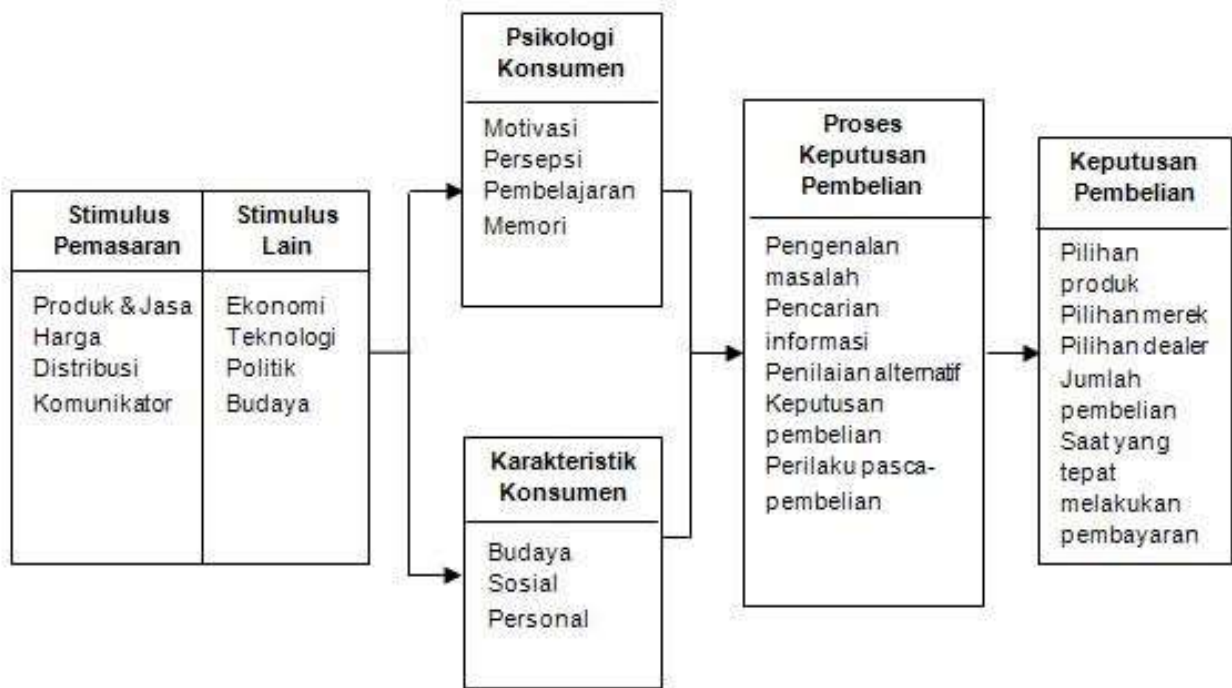 Stimulus
Pemasaran
Produk & Jasa
Harga
Distribusi
Komunikator
Stimulus
Lain
Ekonomi
Teknologi
Politik
Budaya
Psikologi
Konsumen
Motivasi
Persepsi
Pembelajaran
Memori
Karakteristik
Konsumen
Budaya
Sosial
Personal
Proses
Keputusan
Pembelian
Pengenalan
masalah
Pencarian
informasi
Penilaian alternatif
Keputusan
pembelian
Perilaku pasca-
pembelian
Keputusan
Pembelian
Pilihan
produk
Pilihan merek
Pilihan dealer
Jumlah
pembelian
Saat yang
tepat
melakukan
pembayaran